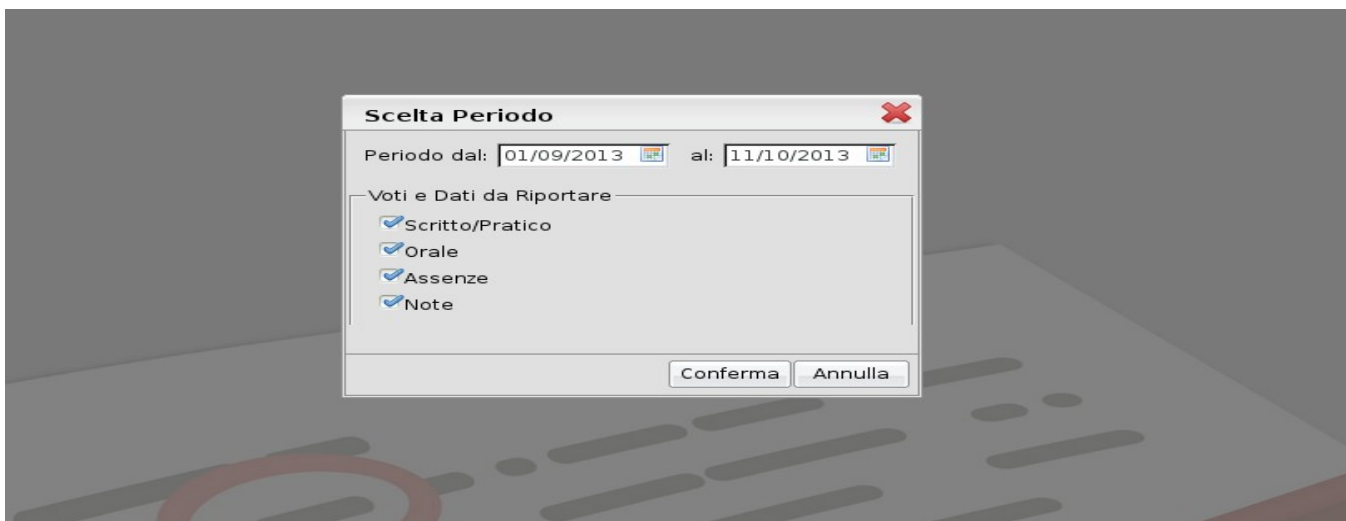 Scelta Periodo
Periodo dal: 01/09/2013 al: 11/10/2013
Voti e Dati da Riportare
Scritto/Pratico
Orale
Assenze
Note
Conferma Annulla